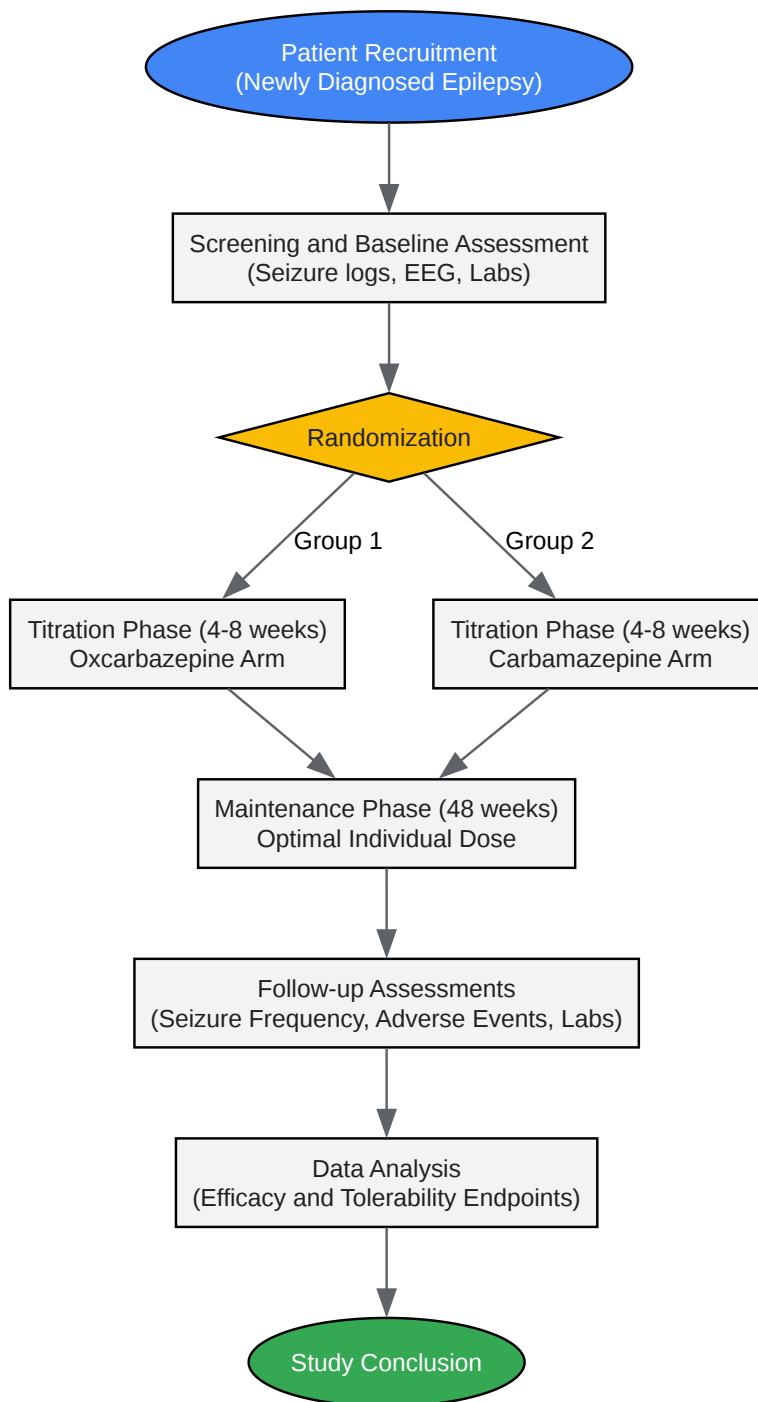 Patient Recruitment
(Newly Diagnosed Epilepsy)
Screening and Baseline Assessment
(Seizure logs, EEG, Labs)
Randomization
Group 1
Group 2
Titration Phase (4-8 weeks)
Oxcarbazepine Arm
Titration Phase (4-8 weeks)
Carbamazepine Arm
Maintenance Phase (48 weeks)
Optimal Individual Dose
Follow-up Assessments
(Seizure Frequency, Adverse Events, Labs)
Data Analysis
(Efficacy and Tolerability Endpoints)
Study Conclusion